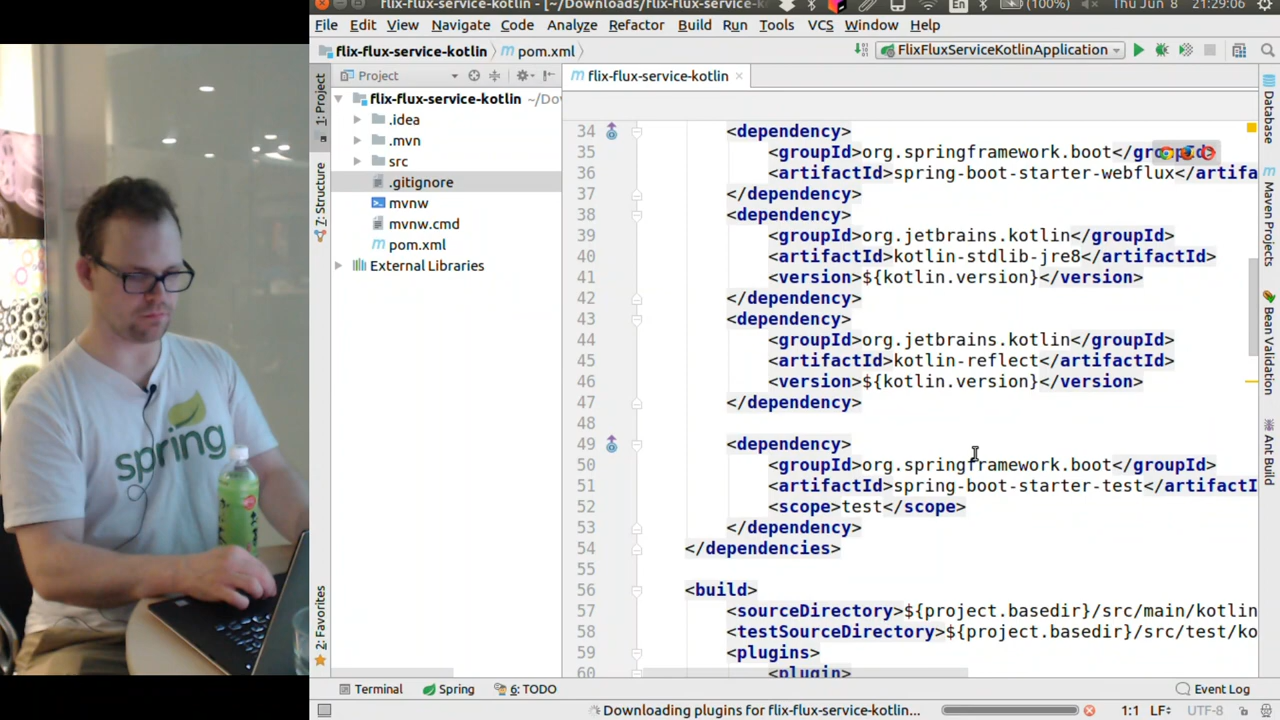 flix-flux-service-kotlin - [~/Downloads/flix-flux-service-k
En
(100%)
Thu Jun 8
21:29:06
File Edit View Navigate Code Analyze Refactor Build Run Tools VCS Window Help
flix-flux-service-kotlin pom.xml
FlixFluxServiceKotlinApplication
Project
flix-flux-service-kotlin
flix-flux-service-kotlin ~/Dov
.idea
.mvn
src
.gitignore
mvnw
mvnw.cmd
pom.xml
External Libraries
1: Project
7: Structure
2: Favorites
34 <dependency>
35 <groupId>org.springframework.boot</groupId>
36 <artifactId>spring-boot-starter-webflux</artifa
37 </dependency>
38 <dependency>
39 <groupId>org.jetbrains.kotlin</groupId>
40 <artifactId>kotlin-stdlib-jre8</artifactId>
41 <version>${kotlin.version}</version>
42 </dependency>
43 <dependency>
44 <groupId>org.jetbrains.kotlin</groupId>
45 <artifactId>kotlin-reflect</artifactId>
46 <version>${kotlin.version}</version>
47 </dependency>
48
49 <dependency>
50 <groupId>org.springframework.boot</groupId>
51 <artifactId>spring-boot-starter-test</artifactI
52 <scope>test</scope>
53 </dependency>
54 </dependencies>
55
56 <build>
57 <sourceDirectory>${project.basedir}/src/main/kotlin
58 <testSourceDirectory>${project.basedir}/src/test/ko
59 <plugins>
60 <plugin>
Database
Maven Projects
Bean Validation
Ant Build
Terminal
Spring
6: TODO
Event Log
Downloading plugins for flix-flux-service-kotlin...
1:1 LF÷ UTF-8
spring